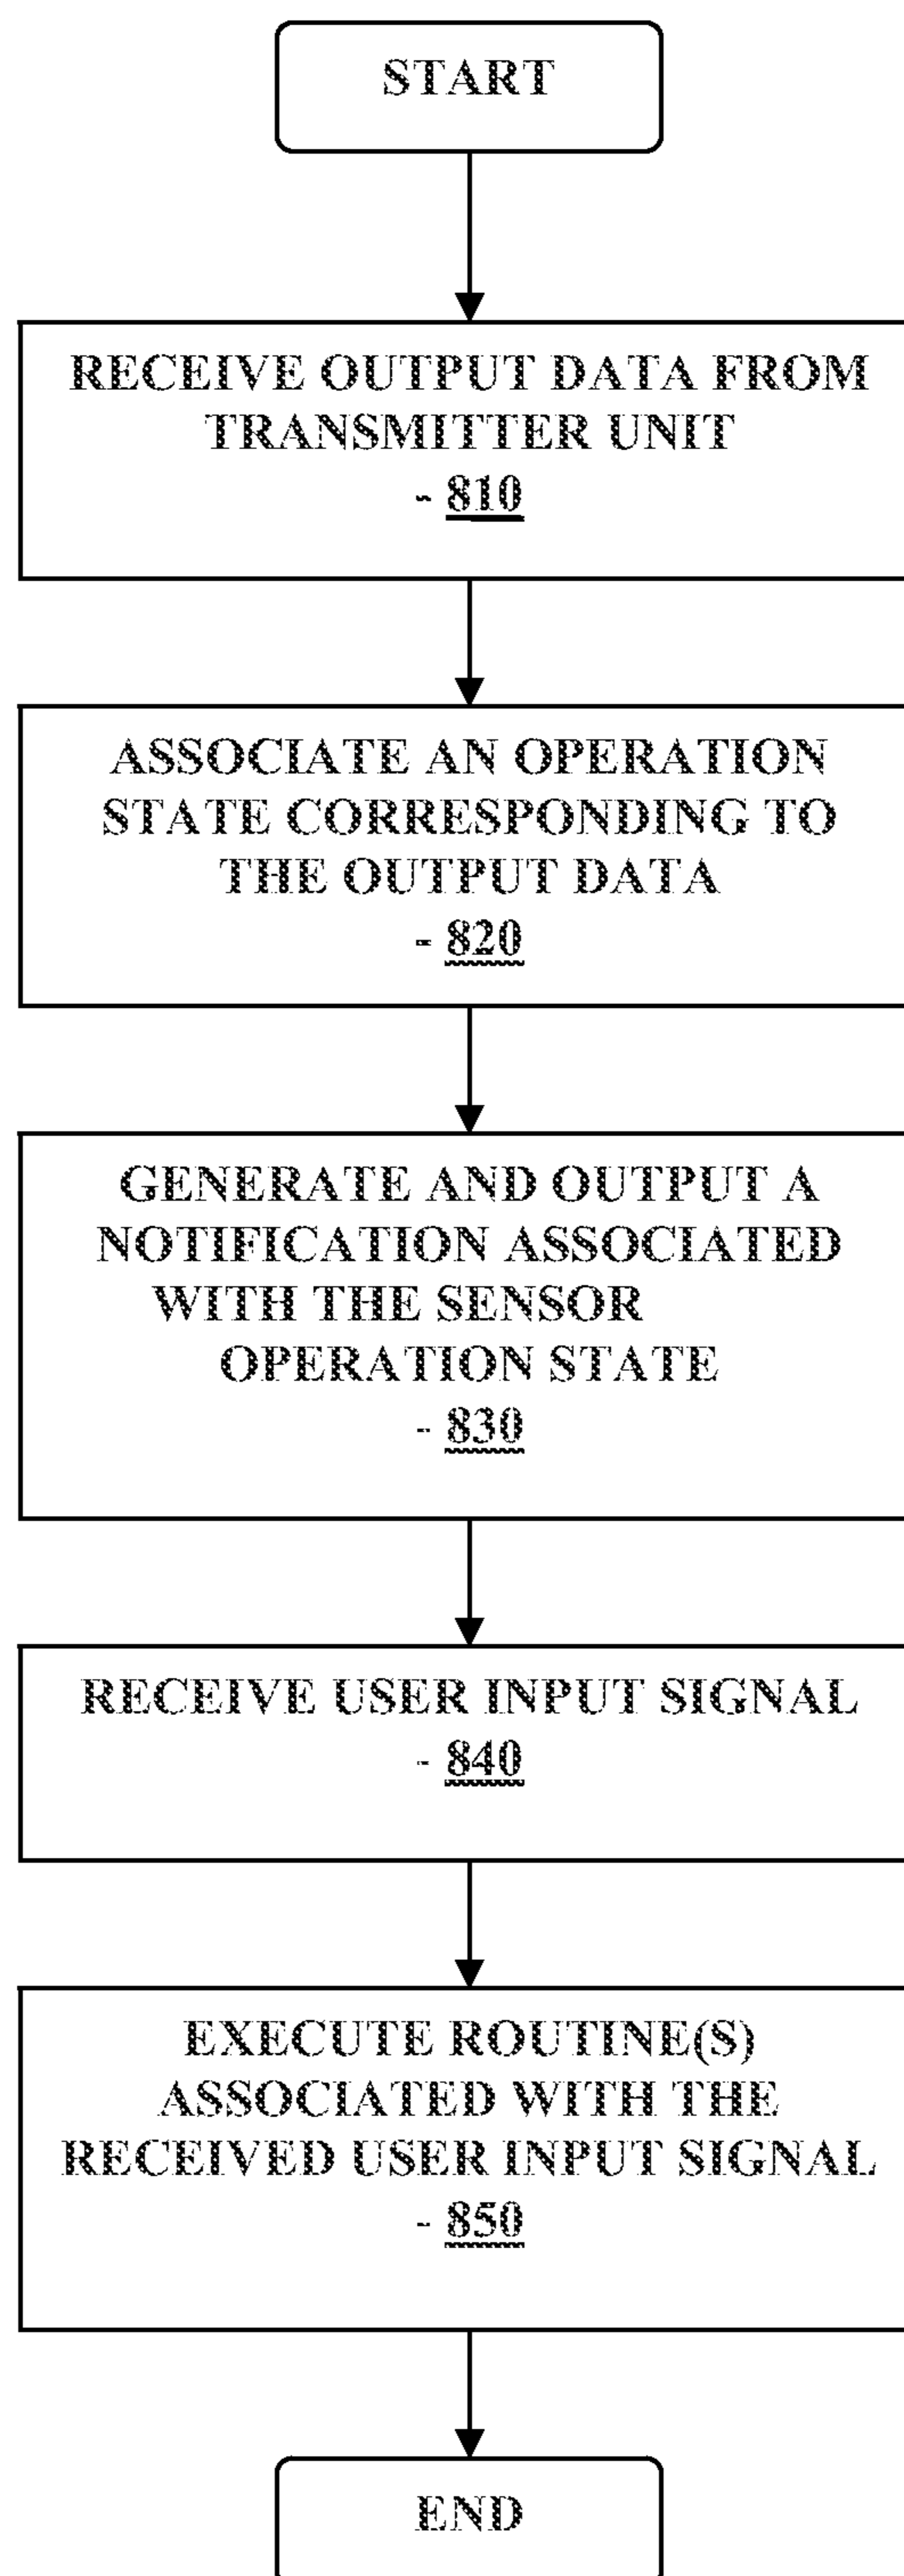 START
RECEIVE OUTPUT DATA FROM
TRANSMITTER UNIT
- 810
ASSOCIATE AN OPERATION
STATE CORRESPONDING TO
THE OUTPUT DATA
- 820
GENERATE AND OUTPUT A
NOTIFICATION ASSOCIATED
WITH THE SENSOR
OPERATION STATE
- 830
RECEIVE USER INPUT SIGNAL
- 840
EXECUTE ROUTINE(S)
ASSOCIATED WITH THE
RECEIVED USER INPUT SIGNAL
- 850
END